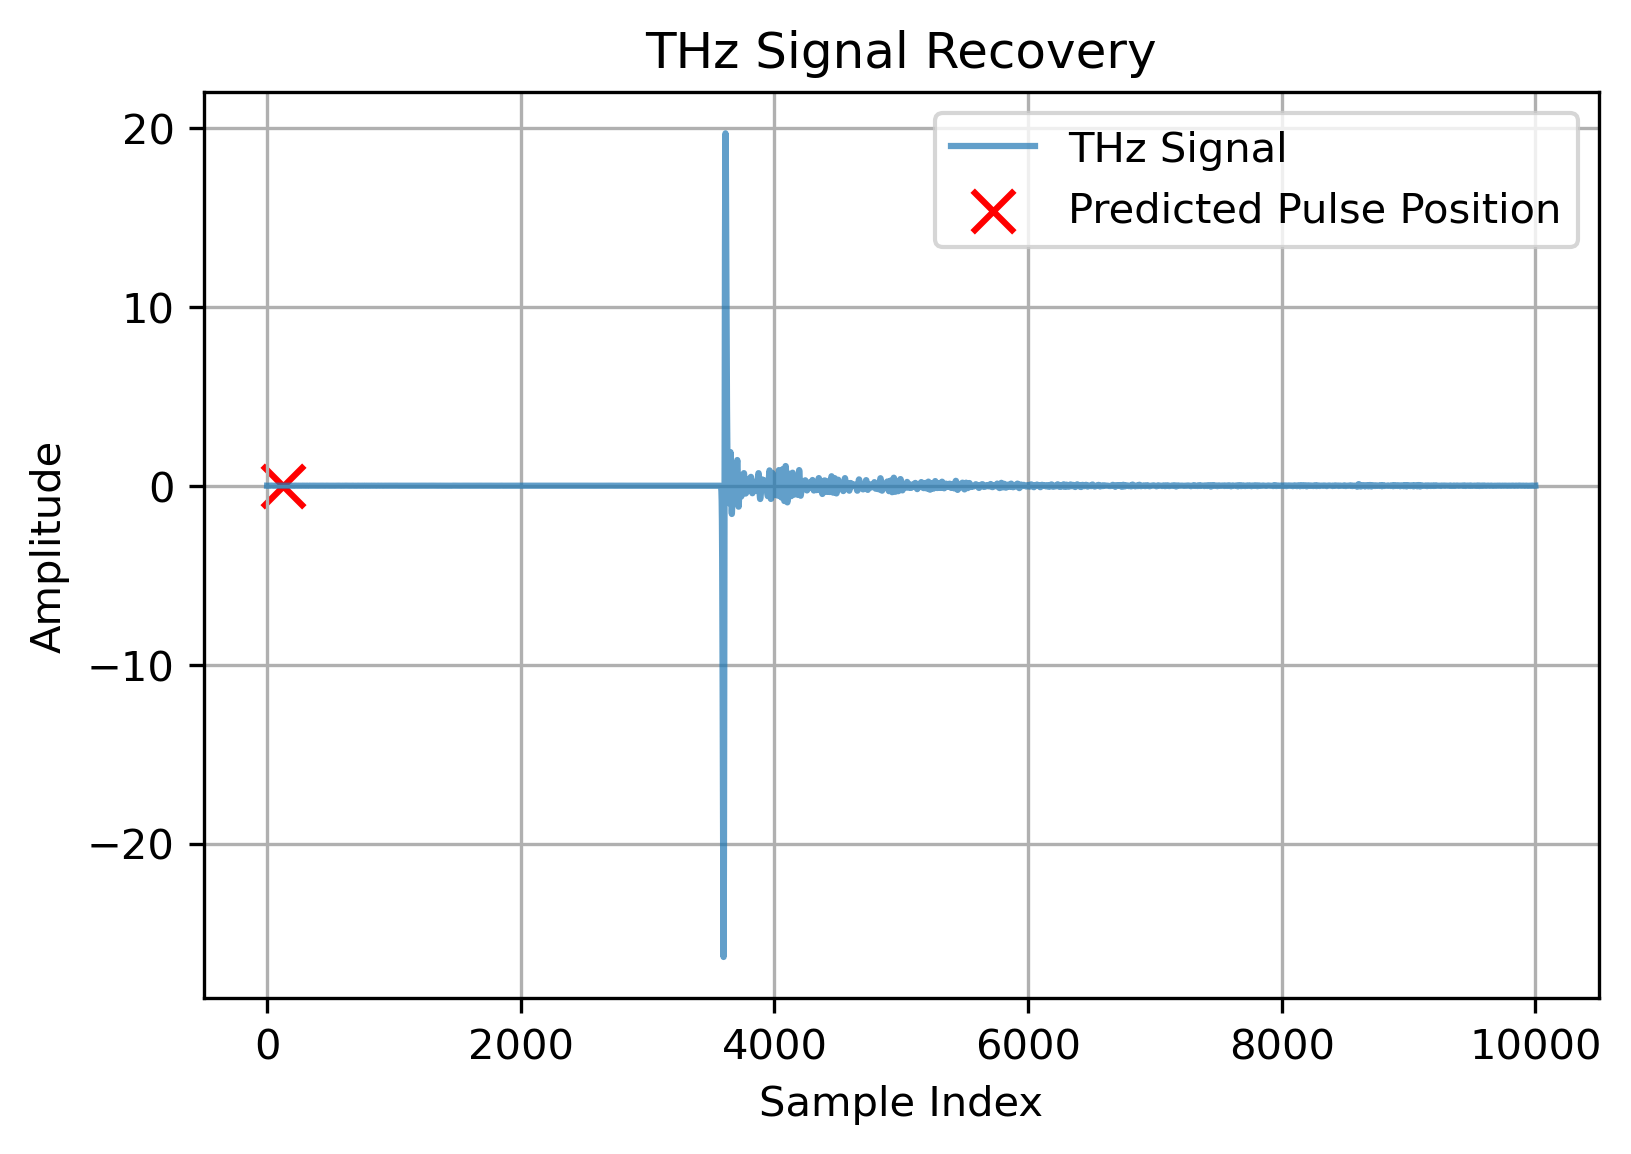 THz Signal Recovery
THz Signal
Predicted Pulse Position
20
10
0
−10
−20
Amplitude
0 2000 4000 6000 8000 10000
Sample Index